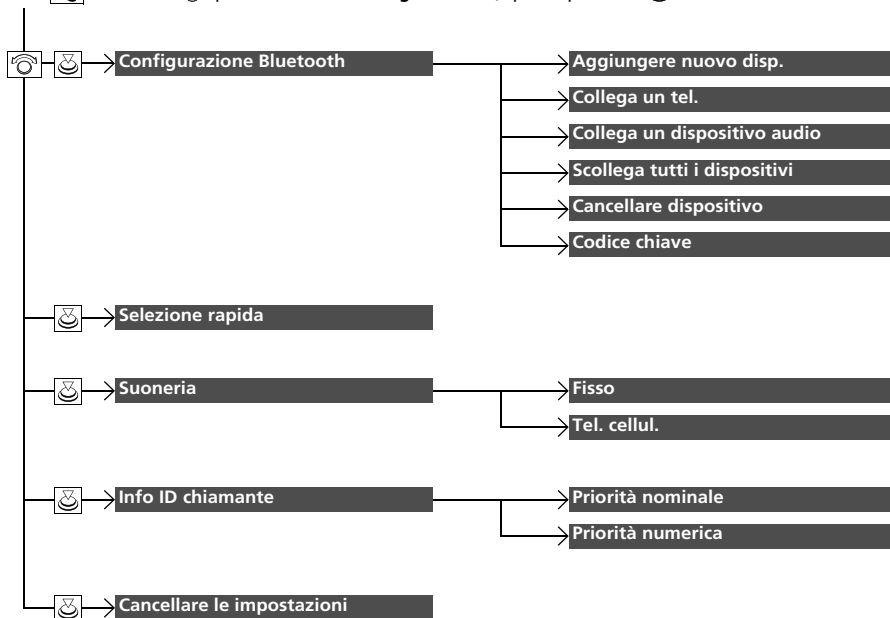 Configurazione Bluetooth
Aggiungere nuovo disp.
Collega un tel.
Collega un dispositivo audio
Scollega tutti i dispositivi
Cancellare dispositivo
Codice chiave
Selezione rapida
Suoneria
Fisso
Tel. cellul.
Info ID chiamante
Priorità nominale
Priorità numerica
Cancellare le impostazioni